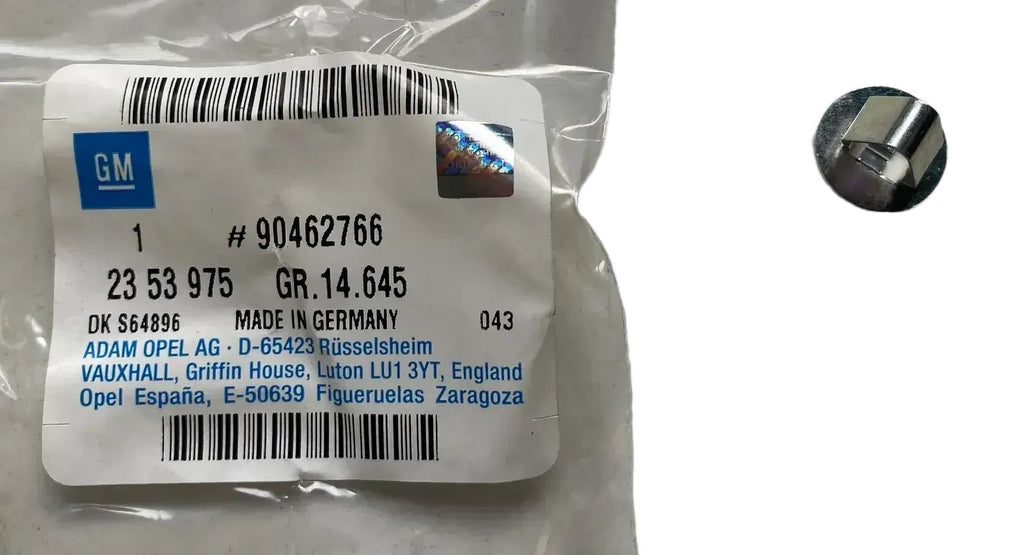 GM
1 # 90462766
23 53 975 GR.14.645
DK S64896 MADE IN GERMANY 043
ADAM OPEL AG · D-65423 Rüsselsheim
VAUXHALL, Griffin House, Luton LU1 3YT, England
Opel España, E-50639 Figueruelas Zaragoza